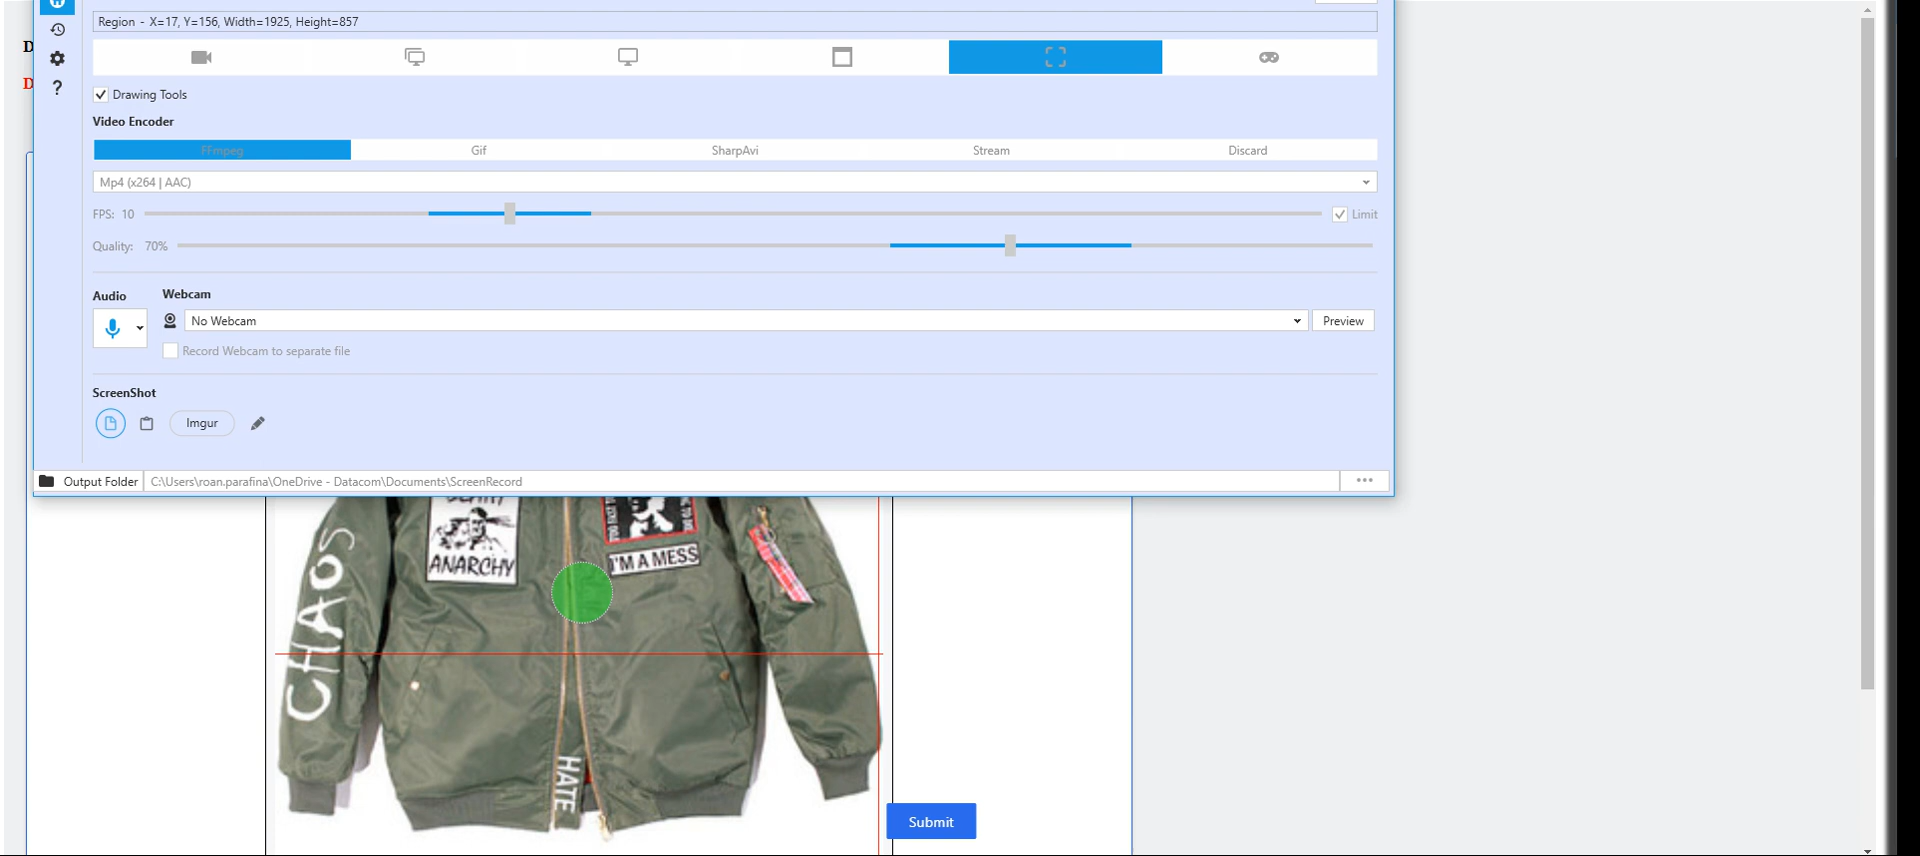 Region - X=17, Y=156, Width=1925, Height=857
D
D
?
Drawing Tools
Video Encoder
FFmpeg Gif SharpAvi Stream Discard
Mp4 (x264 | AAC)
FPS: 10 Limit
Quality: 70%
Audio Webcam
No Webcam Preview
Record Webcam to separate file
ScreenShot
Imgur
Output Folder C:\Users\roan.parafina\OneDrive - Datacom\Documents\ScreenRecord ...
ANARCHY
I'M A MESS
CHAOS
HATE
Submit